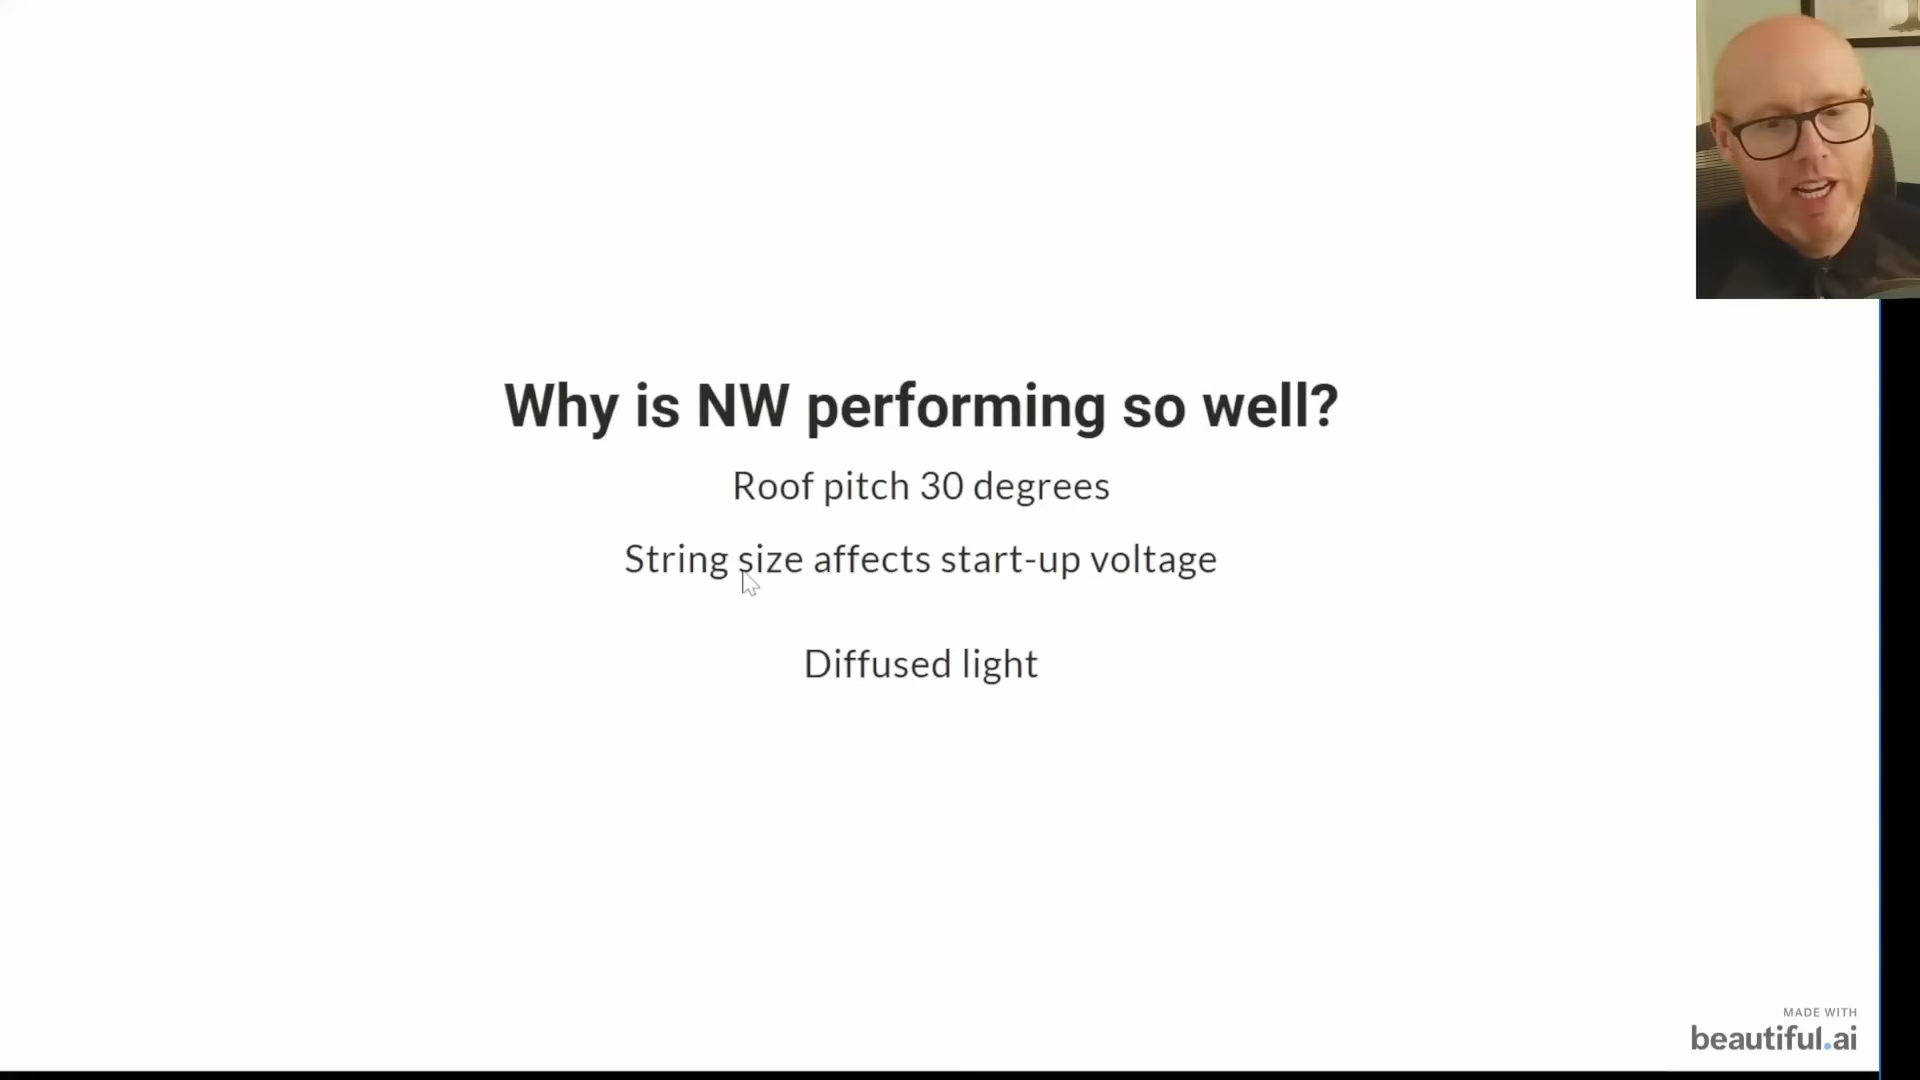 Why is NW performing so well?
Roof pitch 30 degrees
String size affects start-up voltage
Diffused light
MADE WITH
beautiful.ai